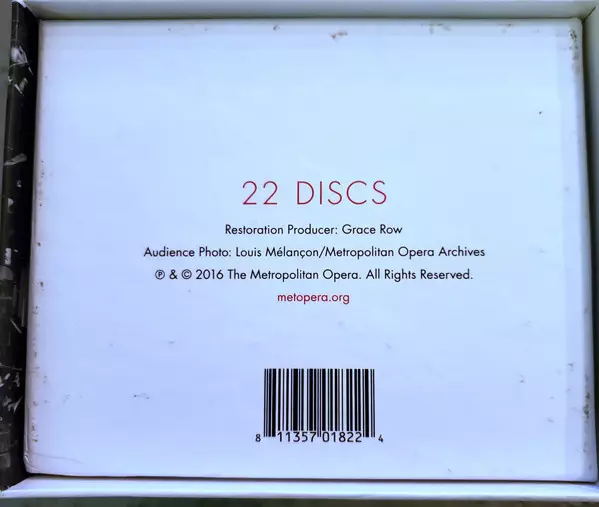 22 DISCS
Restoration Producer: Grace Row
Audience Photo: Louis Mélançon/Metropolitan Opera Archives
℗ & © 2016 The Metropolitan Opera. All Rights Reserved.
metopera.org
8 11357 01822 4